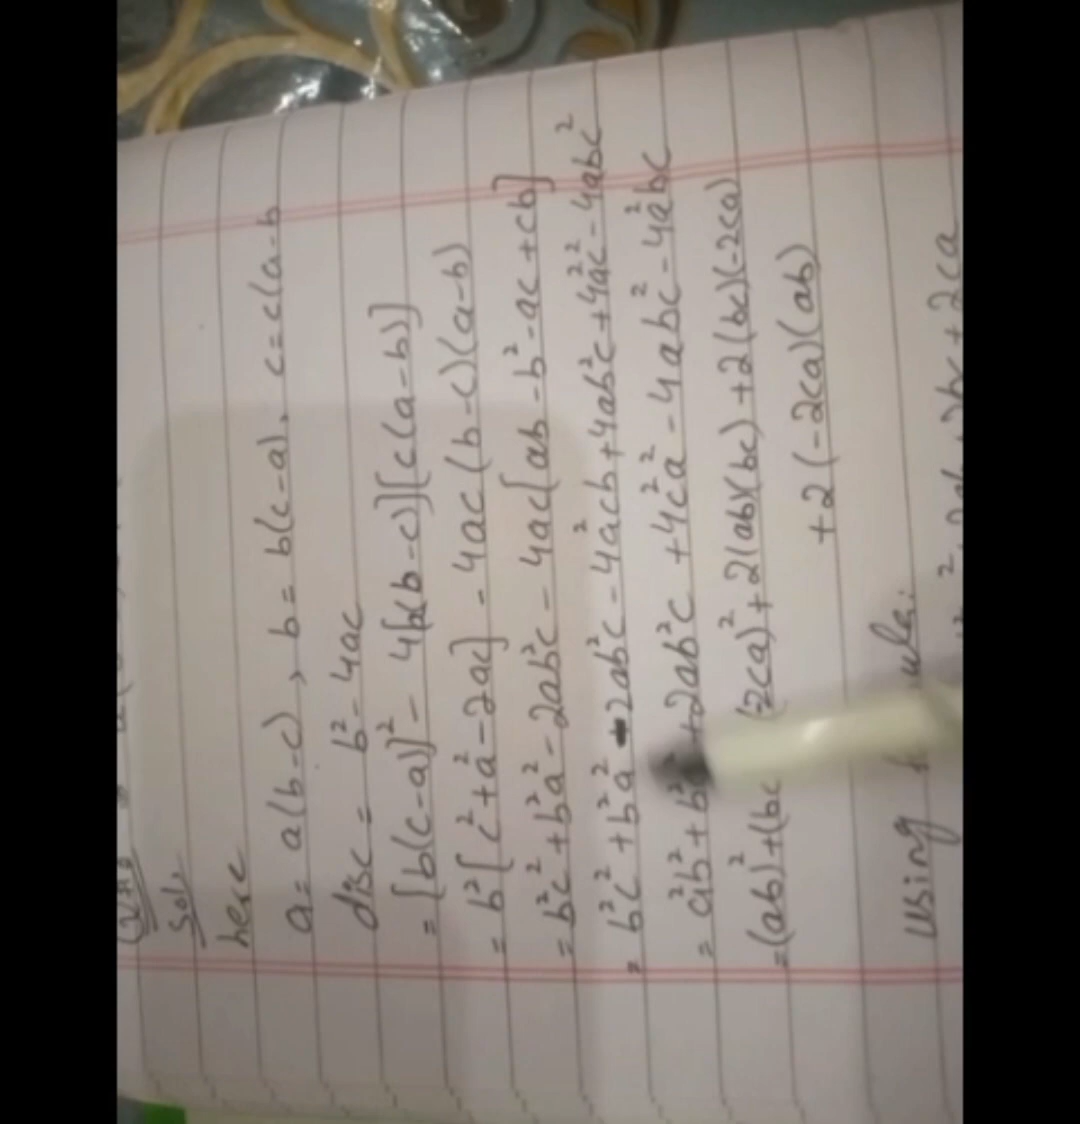 Sol,
here
a = a(b-c), b = b(c-a), c = c(a-b
disc = b² - 4ac
= [b(c-a)]² - 4[a(b-c)][c(a-b)]
= b²[c²+a²-2ac] - 4ac(b-c)(a-b)
= b²c²+b²a²-2ab²c - 4ac[ab-b²-ac+cb]
= b²c²+b²a²-2ab²c-4a²cb+4ab²c+4a²c²-4abc²
= a²b²+b² +2ab²c+4c²a²-4abc²-4a²bc
=(ab)²+(bc 2ca)²+2(ab)(bc)+2(bc)(-2ca)
+2(-2ca)(ab)
using
+2ca